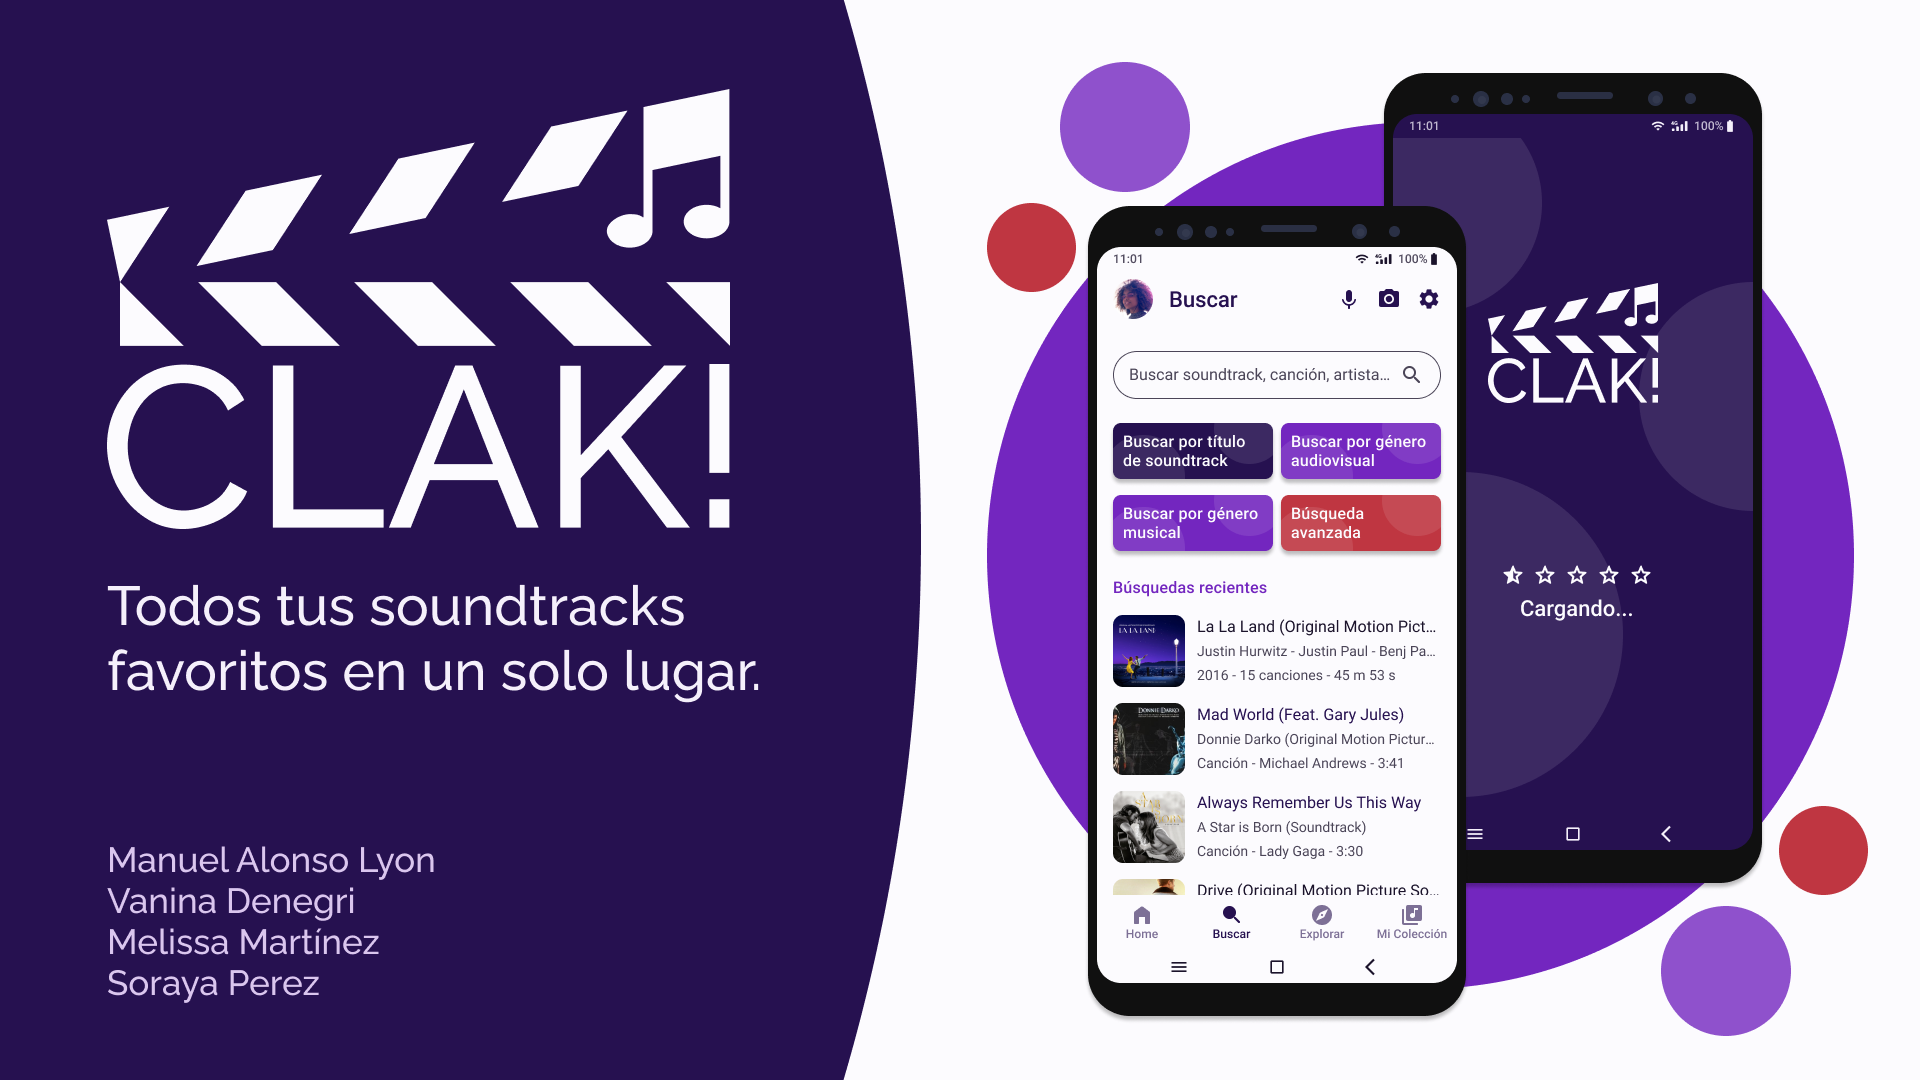 CLAK!
Todos tus soundtracks
favoritos en un solo lugar.
Manuel Alonso Lyon
Vanina Denegri
Melissa Martínez
Soraya Perez
11:01
100%
Buscar
Buscar soundtrack, canción, artista...
Buscar por título
de soundtrack
Buscar por género
audiovisual
Buscar por género
musical
Búsqueda
avanzada
Búsquedas recientes
LA LA LAND
La La Land (Original Motion Pict...
Justin Hurwitz - Justin Paul - Benj Pa...
2016 - 15 canciones - 45 m 53 s
DONNIE DARKO
Mad World (Feat. Gary Jules)
Donnie Darko (Original Motion Pictur...
Canción - Michael Andrews - 3:41
Always Remember Us This Way
A Star is Born (Soundtrack)
Canción - Lady Gaga - 3:30
Drive (Original Motion Picture So...
Home
Buscar
Explorar
Mi Colección
11:01
4G
100%
CLAK!
Cargando...